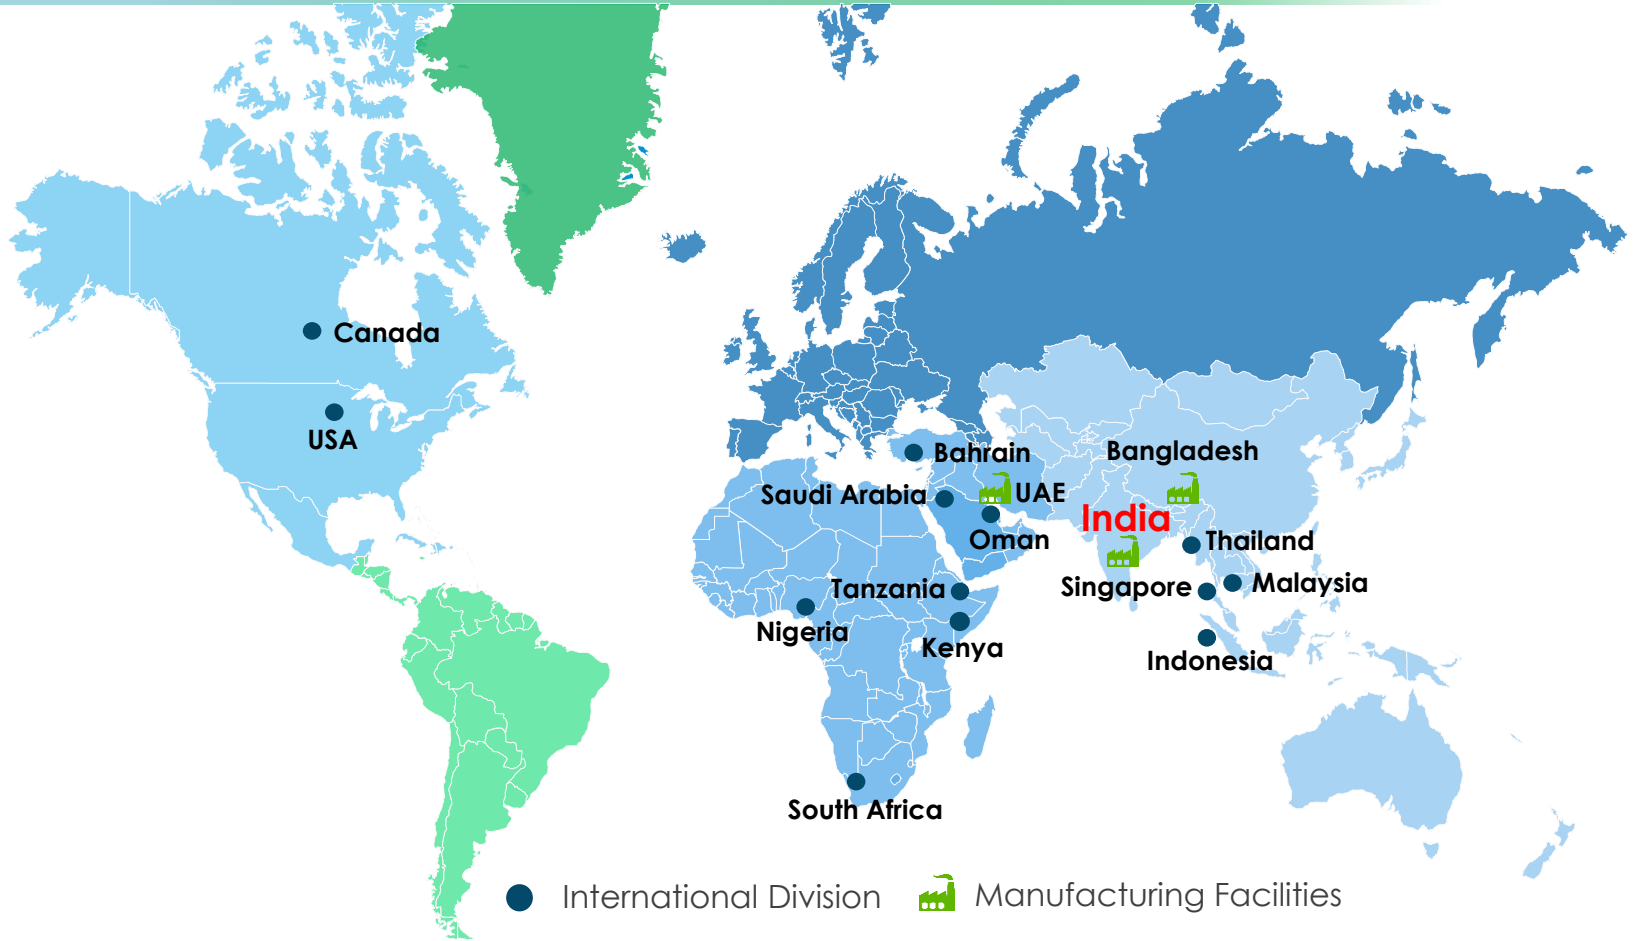 Canada
USA
Bahrain
Bangladesh
Saudi Arabia
UAE
India
Oman
Thailand
Tanzania
Singapore
Malaysia
Nigeria
Kenya
Indonesia
South Africa
International Division
Manufacturing Facilities